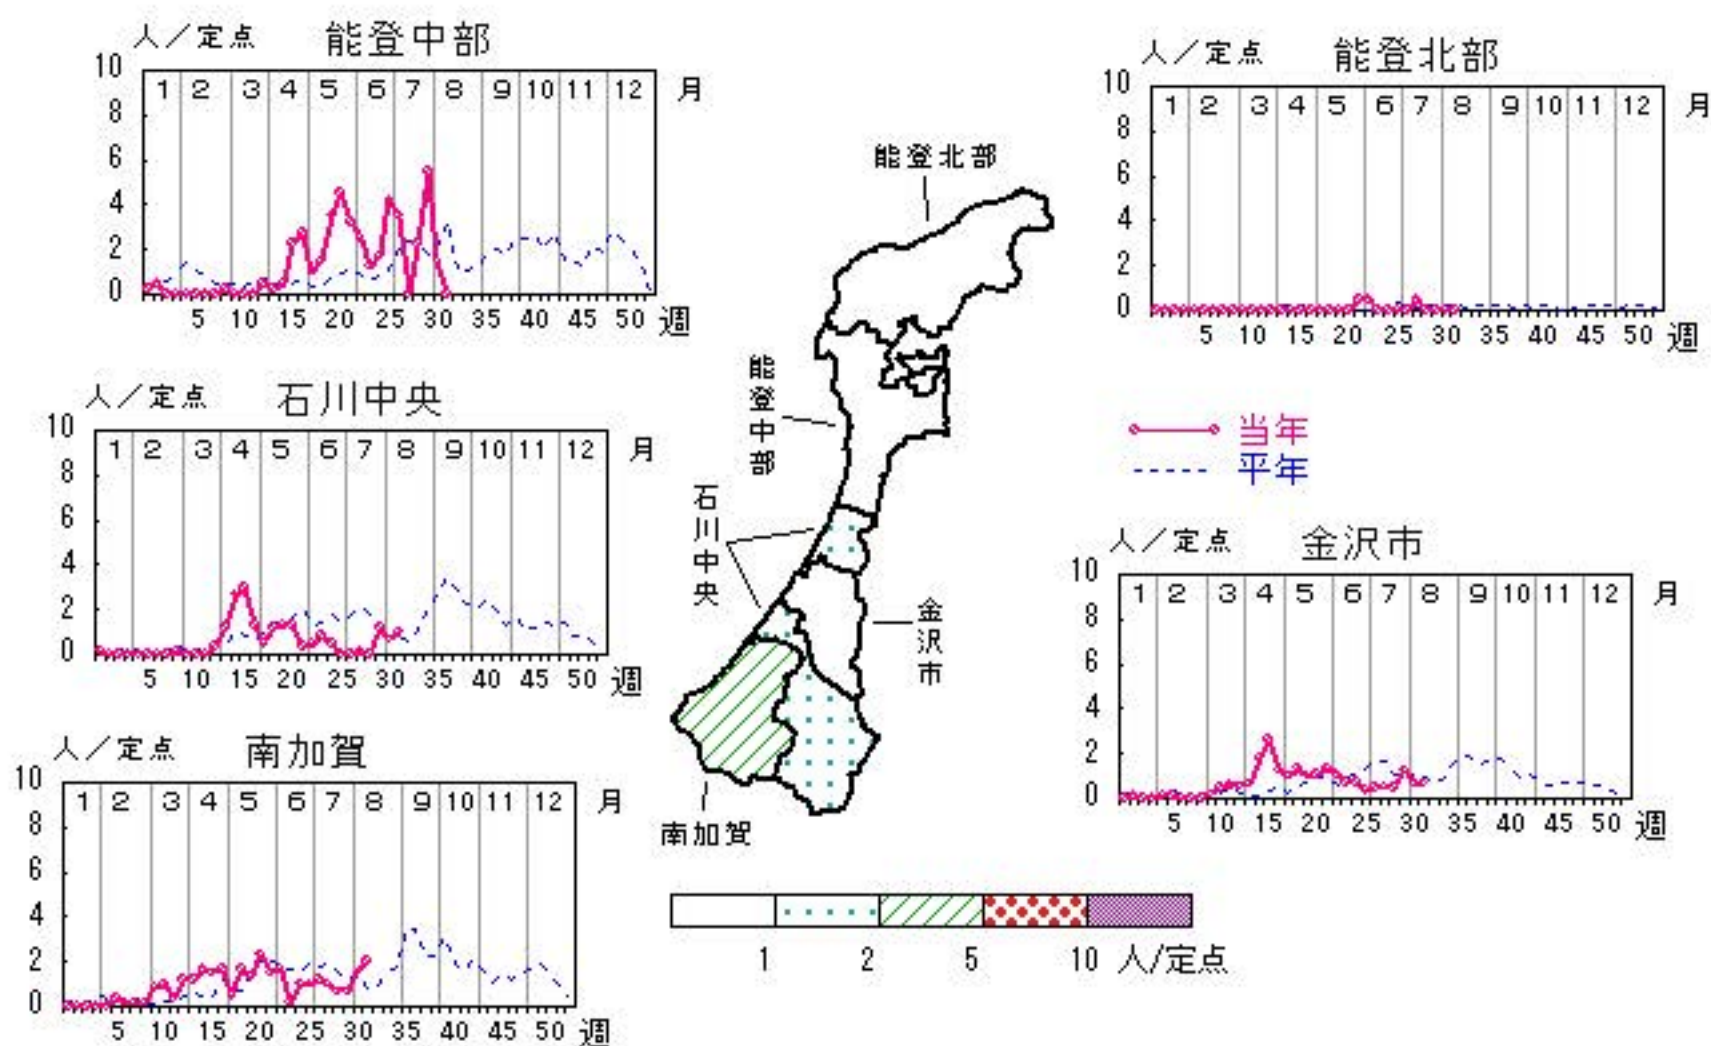 人／定点 能登中部
10 8 6 4 2 0
1 2 3 4 5 6 7 8 9 10 11 12 月
5 10 15 20 25 30 35 40 45 50 週
人／定点 能登北部
10 8 6 4 2 0
1 2 3 4 5 6 7 8 9 10 11 12 月
5 10 15 20 25 30 35 40 45 50 週
能登北部
能登中部
石川中央
金沢市
南加賀
人／定点 石川中央
10 8 6 4 2 0
1 2 3 4 5 6 7 8 9 10 11 12 月
5 10 15 20 25 30 35 40 45 50 週
当年
平年
人／定点 金沢市
10 8 6 4 2 0
1 2 3 4 5 6 7 8 9 10 11 12 月
5 10 15 20 25 30 35 40 45 50 週
人／定点 南加賀
10 8 6 4 2 0
1 2 3 4 5 6 7 8 9 10 11 12 月
5 10 15 20 25 30 35 40 45 50 週
1 2 5 10 人/定点